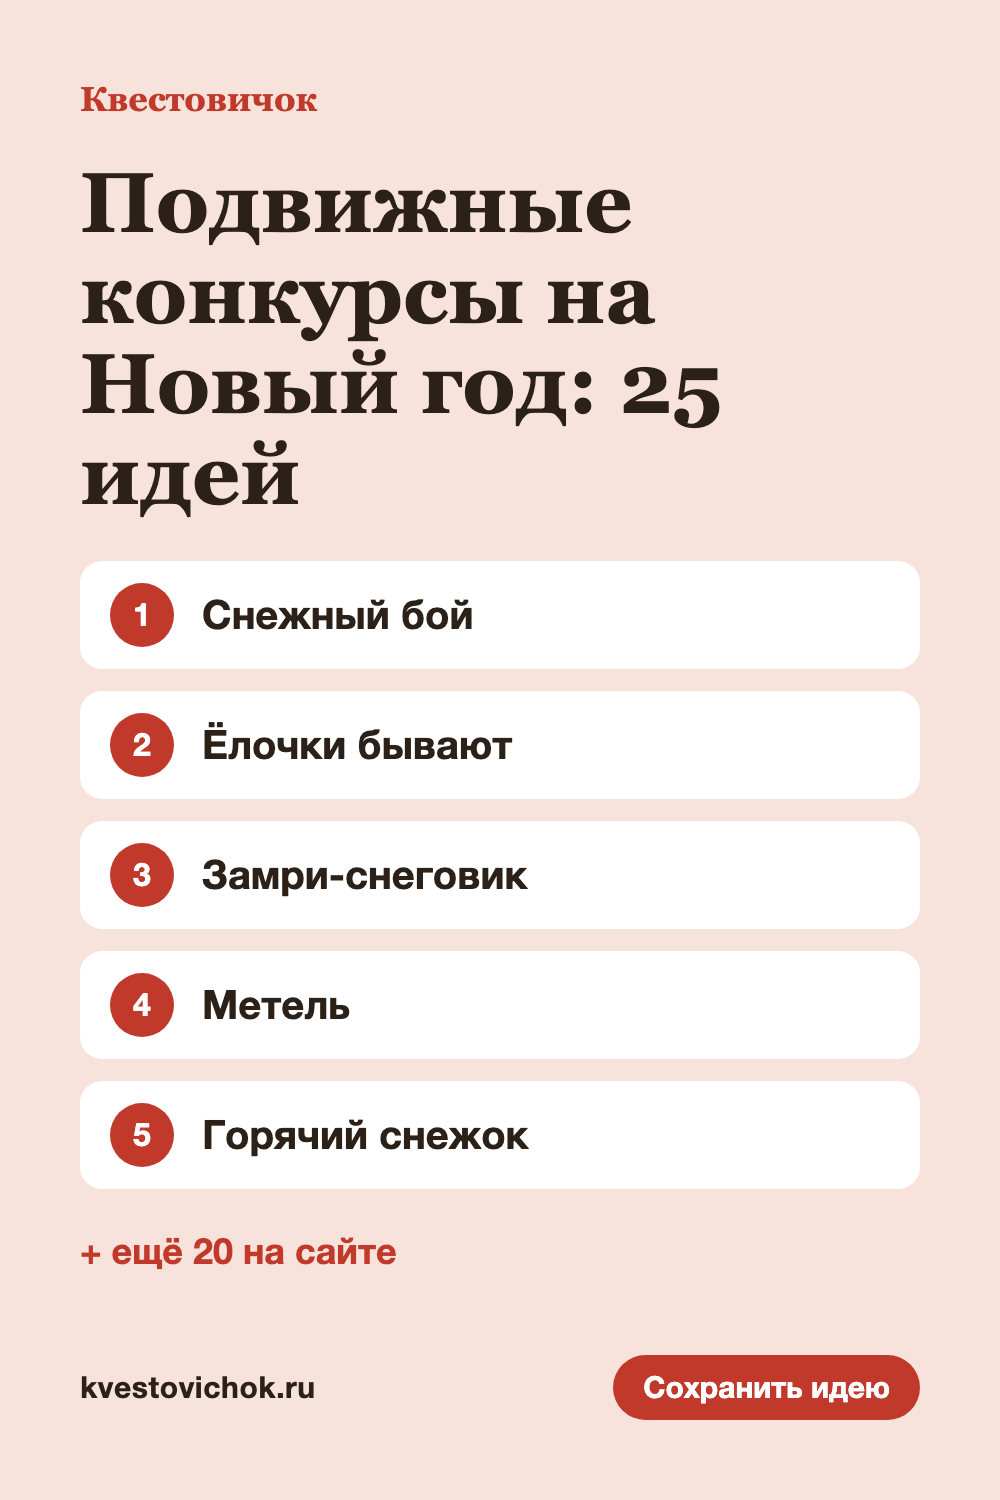 Квестовичок
Подвижные
конкурсы на
Новый год: 25
идей
1 Снежный бой
2 Ёлочки бывают
3 Замри-снеговик
4 Метель
5 Горячий снежок
+ ещё 20 на сайте
kvestovichok.ru
Сохранить идею